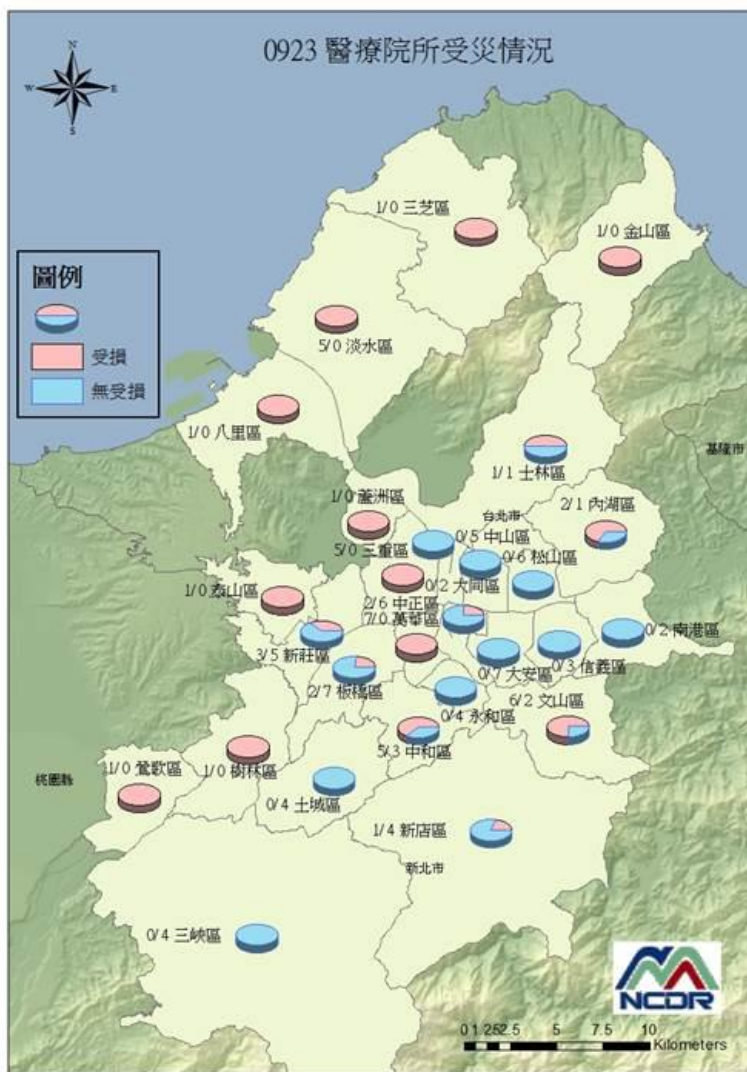 0923 醫療院所受災情況
N
W
E
S
1/0 三芝區
1/0 金山區
圖例
受損
無受損
5/0 淡水區
1/0 八里區
1/1 士林區
基隆市
1/0 蘆洲區
台北市
2/1 內湖區
5/0 三重區
0/5 中山區
0/6 松山區
1/0 泰山區
0/2 大同區
2/6 中正區
7/0 萬華區
0/2 南港區
3/5 新莊區
0/7 大安區
0/3 信義區
2/7 板橋區
0/4 永和區
6/2 文山區
5/3 中和區
桃園縣
1/0 鶯歌區
1/0 樹林區
0/4 土城區
1/4 新店區
新北市
0/4 三峽區
NCDR
0 1.252.5 5 7.5 10
Kilometers